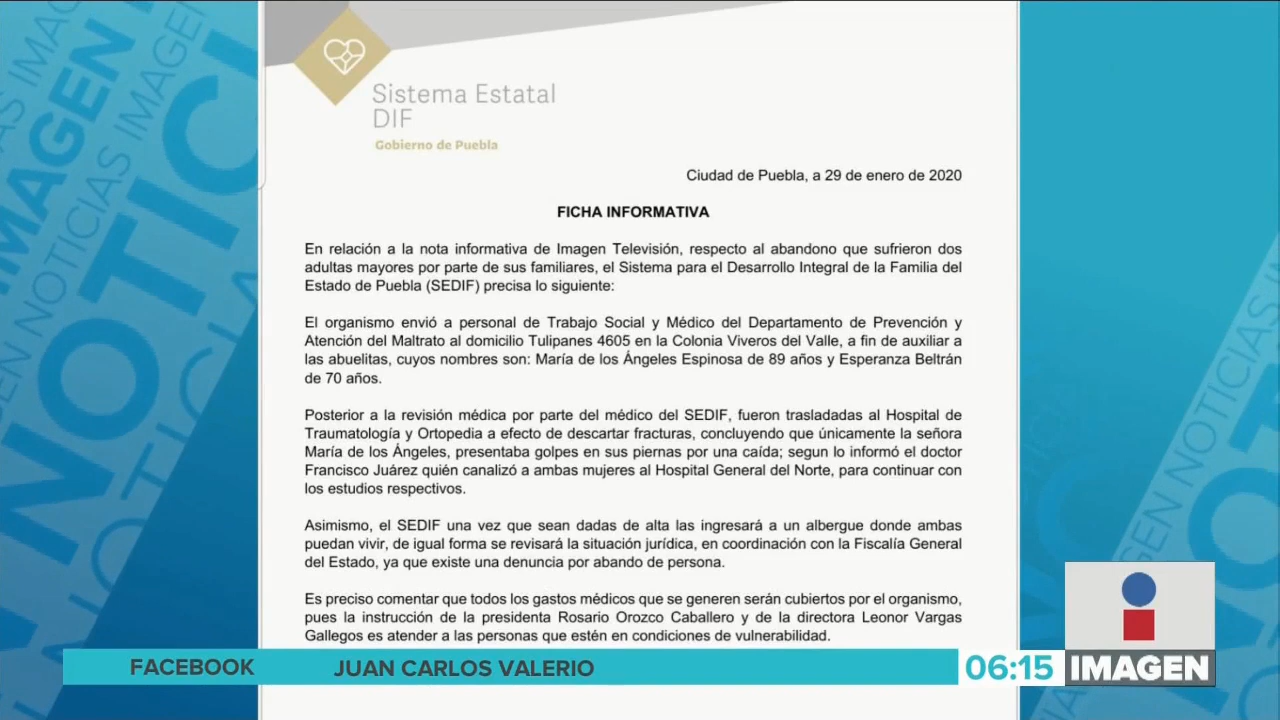 Sistema Estatal
DIF
Gobierno de Puebla
Ciudad de Puebla, a 29 de enero de 2020
FICHA INFORMATIVA
En relación a la nota informativa de Imagen Televisión, respecto al abandono que sufrieron dos
adultas mayores por parte de sus familiares, el Sistema para el Desarrollo Integral de la Familia del
Estado de Puebla (SEDIF) precisa lo siguiente:
El organismo envió a personal de Trabajo Social y Médico del Departamento de Prevención y
Atención del Maltrato al domicilio Tulipanes 4605 en la Colonia Viveros del Valle, a fin de auxiliar a
las abuelitas, cuyos nombres son: María de los Ángeles Espinosa de 89 años y Esperanza Beltrán
de 70 años.
Posterior a la revisión médica por parte del médico del SEDIF, fueron trasladadas al Hospital de
Traumatología y Ortopedia a efecto de descartar fracturas, concluyendo que únicamente la señora
María de los Ángeles, presentaba golpes en sus piernas por una caída; segun lo informó el doctor
Francisco Juárez quién canalizó a ambas mujeres al Hospital General del Norte, para continuar con
los estudios respectivos.
Asimismo, el SEDIF una vez que sean dadas de alta las ingresará a un albergue donde ambas
puedan vivir, de igual forma se revisará la situación jurídica, en coordinación con la Fiscalía General
del Estado, ya que existe una denuncia por abando de persona.
Es preciso comentar que todos los gastos médicos que se generen serán cubiertos por el organismo,
pues la instrucción de la presidenta Rosario Orozco Caballero y de la directora Leonor Vargas
Gallegos es atender a las personas que estén en condiciones de vulnerabilidad.
FACEBOOK JUAN CARLOS VALERIO
06:15 IMAGEN